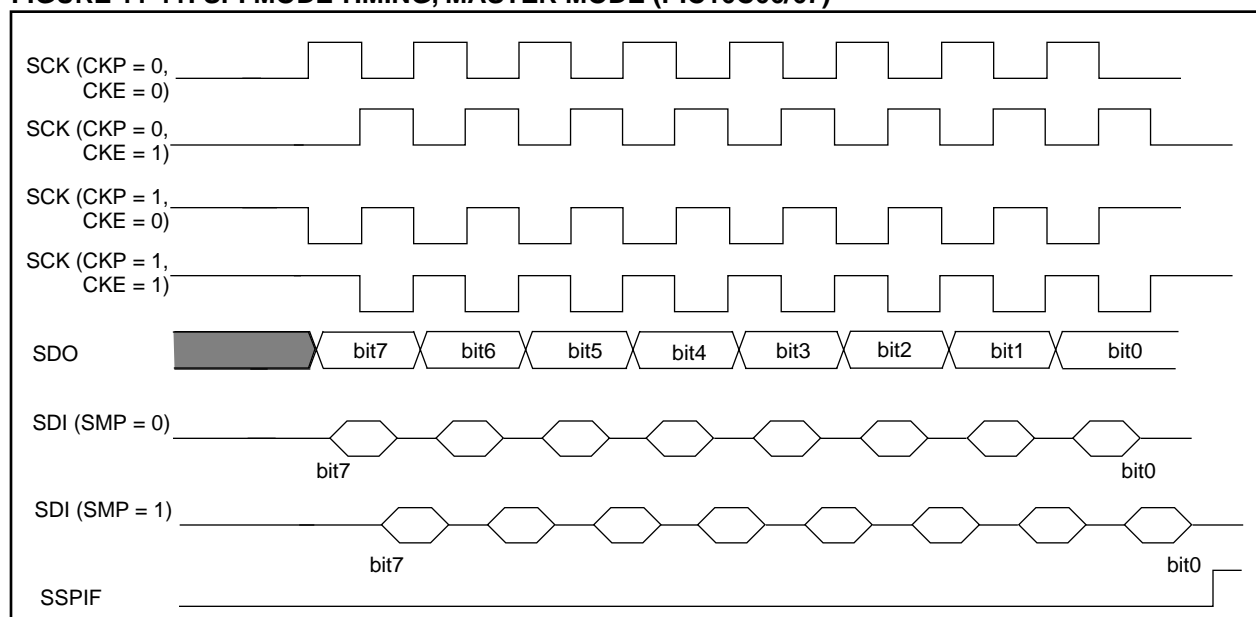 SCK (CKP = 0,
CKE = 0)
SCK (CKP = 0,
CKE = 1)
SCK (CKP = 1,
CKE = 0)
SCK (CKP = 1,
CKE = 1)
SDO bit7 bit6 bit5 bit4 bit3 bit2 bit1 bit0
SDI (SMP = 0)
bit7 bit0
SDI (SMP = 1)
bit7 bit0
SSPIF